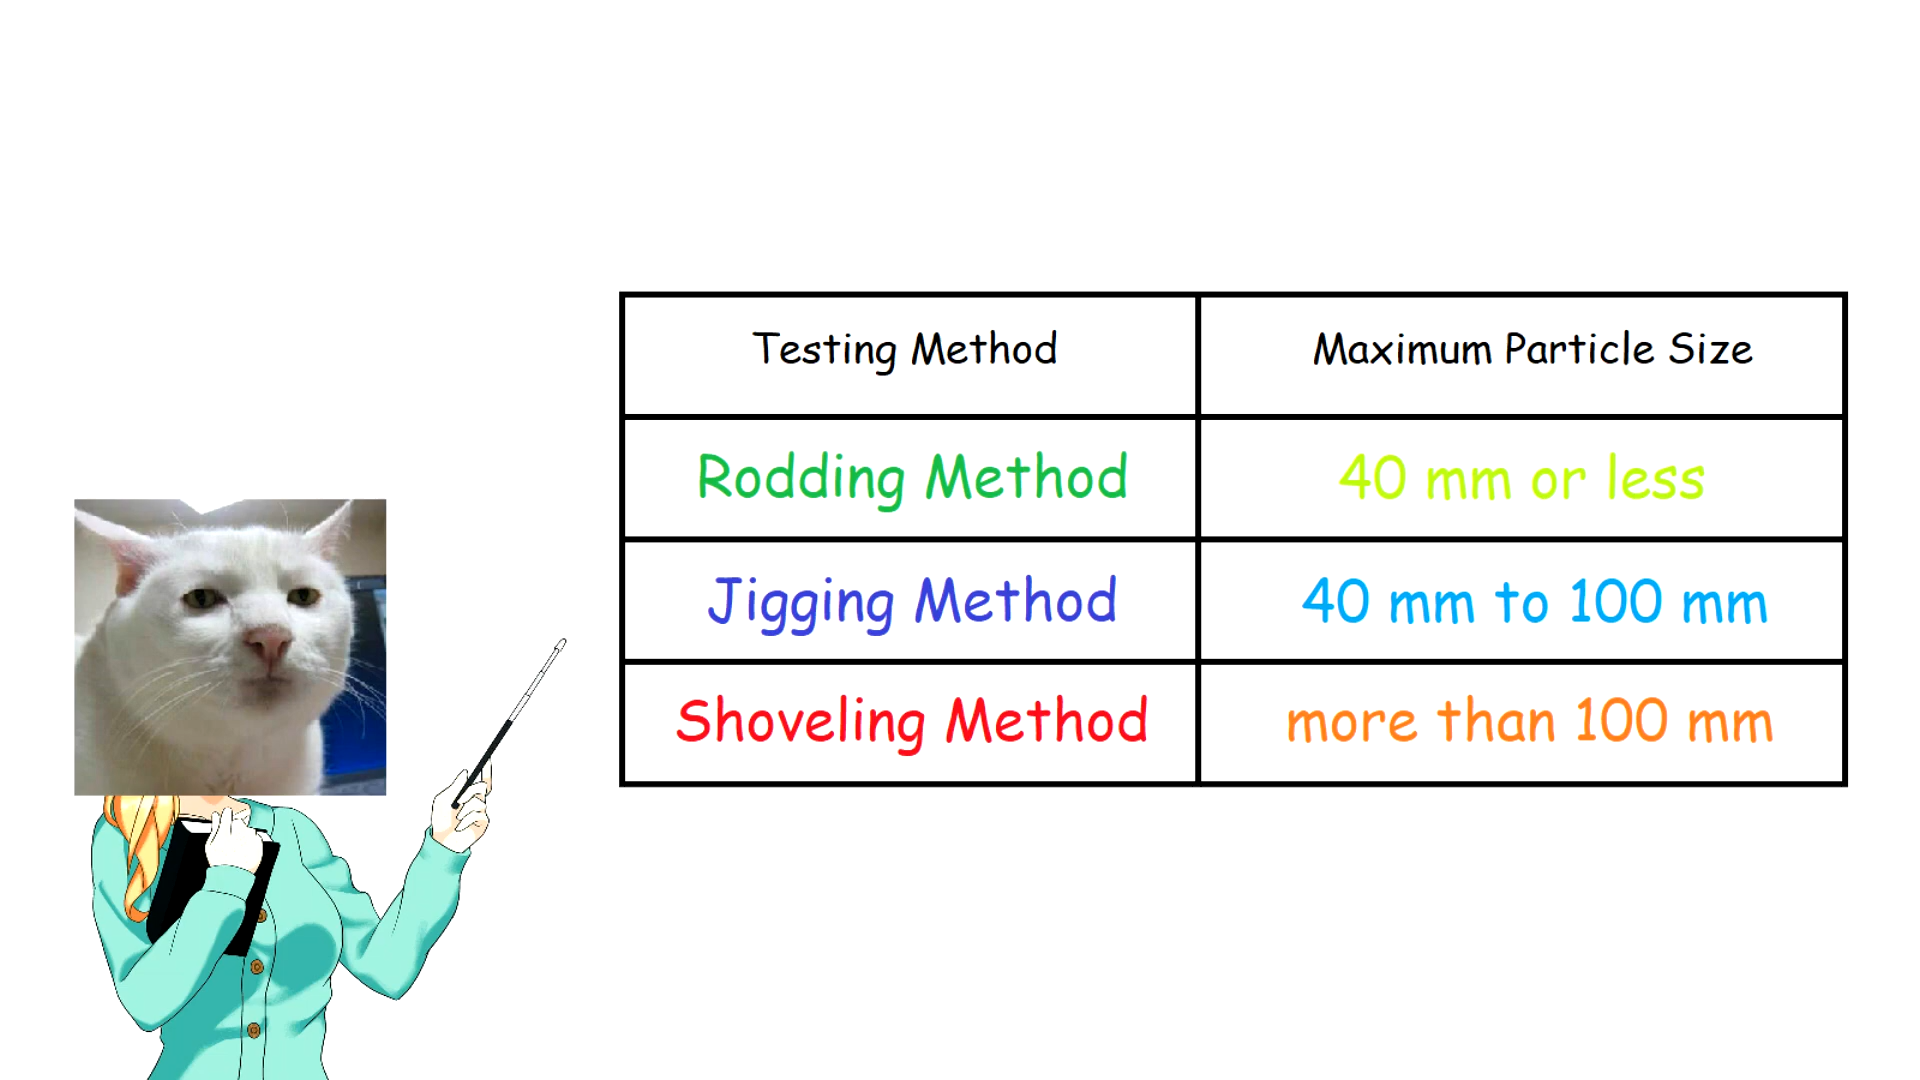 Testing Method Maximum Particle Size
Rodding Method 40 mm or less
Jigging Method 40 mm to 100 mm
Shoveling Method more than 100 mm